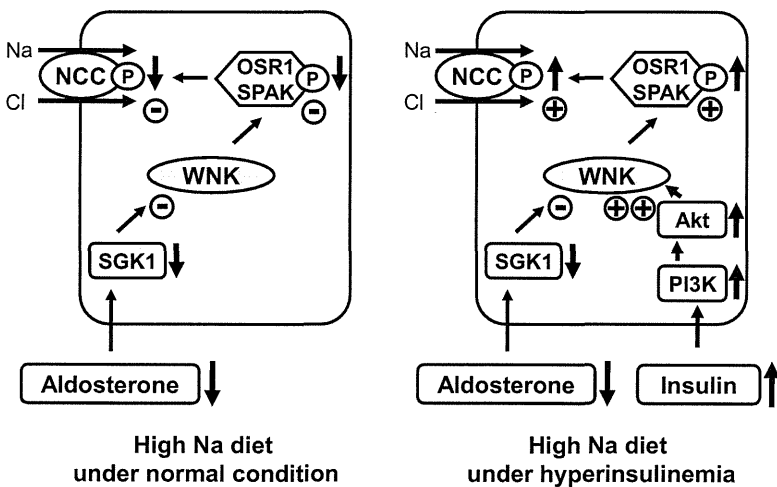 Na
NCC
P
Cl
-
OSR1
SPAK
P
-
WNK
-
SGK1
Aldosterone
High Na diet
under normal condition
Na
NCC
P
Cl
+
OSR1
SPAK
P
+
WNK
-
++
Akt
SGK1
PI3K
Aldosterone
Insulin
High Na diet
under hyperinsulinemia